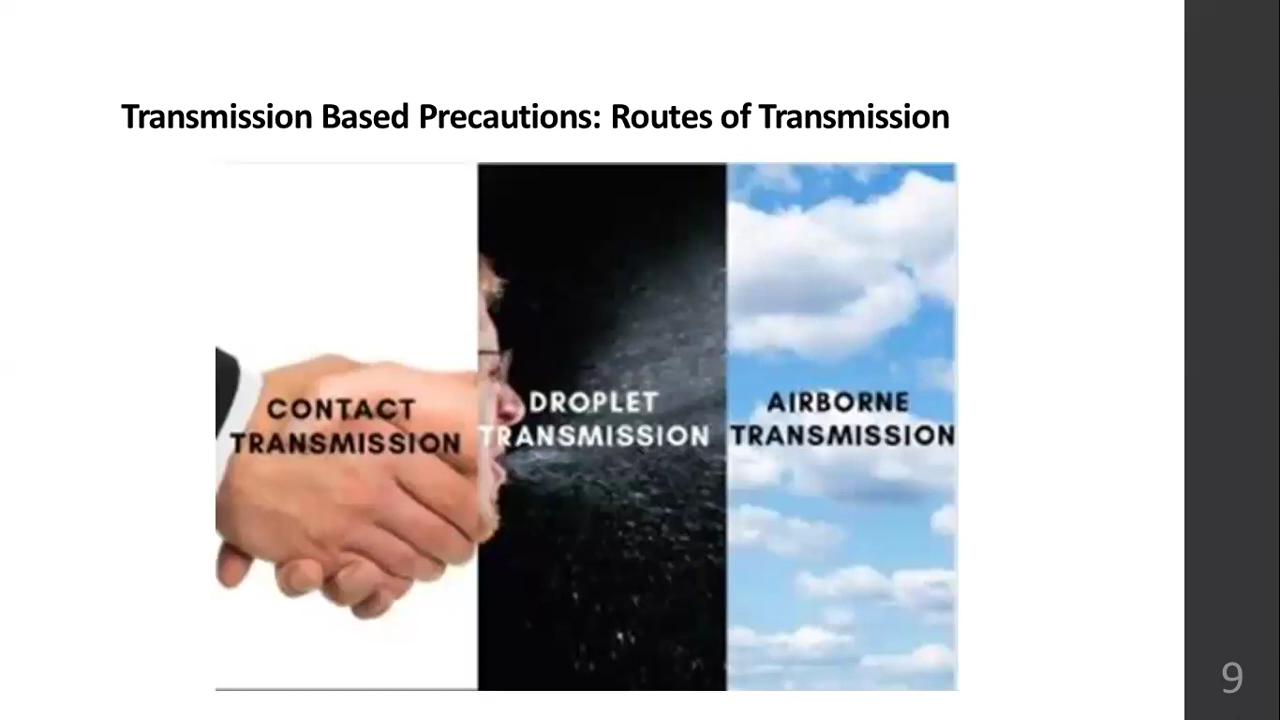 Transmission Based Precautions: Routes of Transmission
CONTACT
TRANSMISSION
DROPLET
TRANSMISSION
AIRBORNE
TRANSMISSION
9